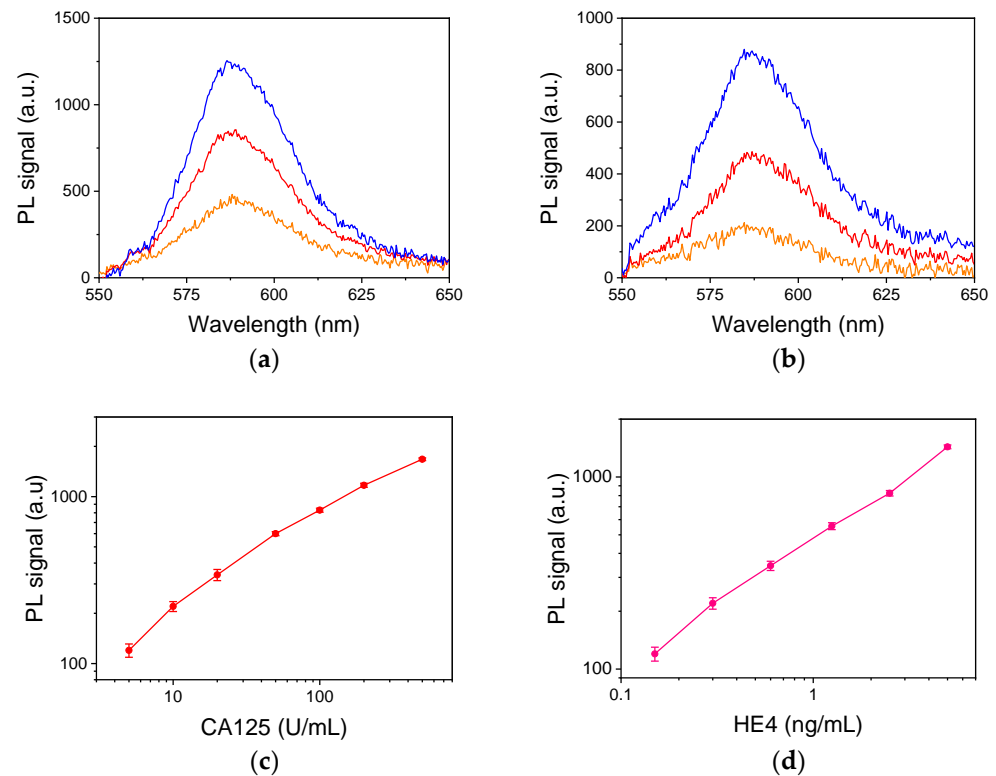 1500
1000
500
0
550
575
600
625
650
PL signal (a.u.)
Wavelength (nm)
(a)
1000
800
600
400
200
0
550
575
600
625
650
PL signal (a.u.)
Wavelength (nm)
(b)
1000
100
10
100
PL signal (a.u)
CA125 (U/mL)
(c)
1000
100
0.1
1
PL signal (a.u.)
HE4 (ng/mL)
(d)